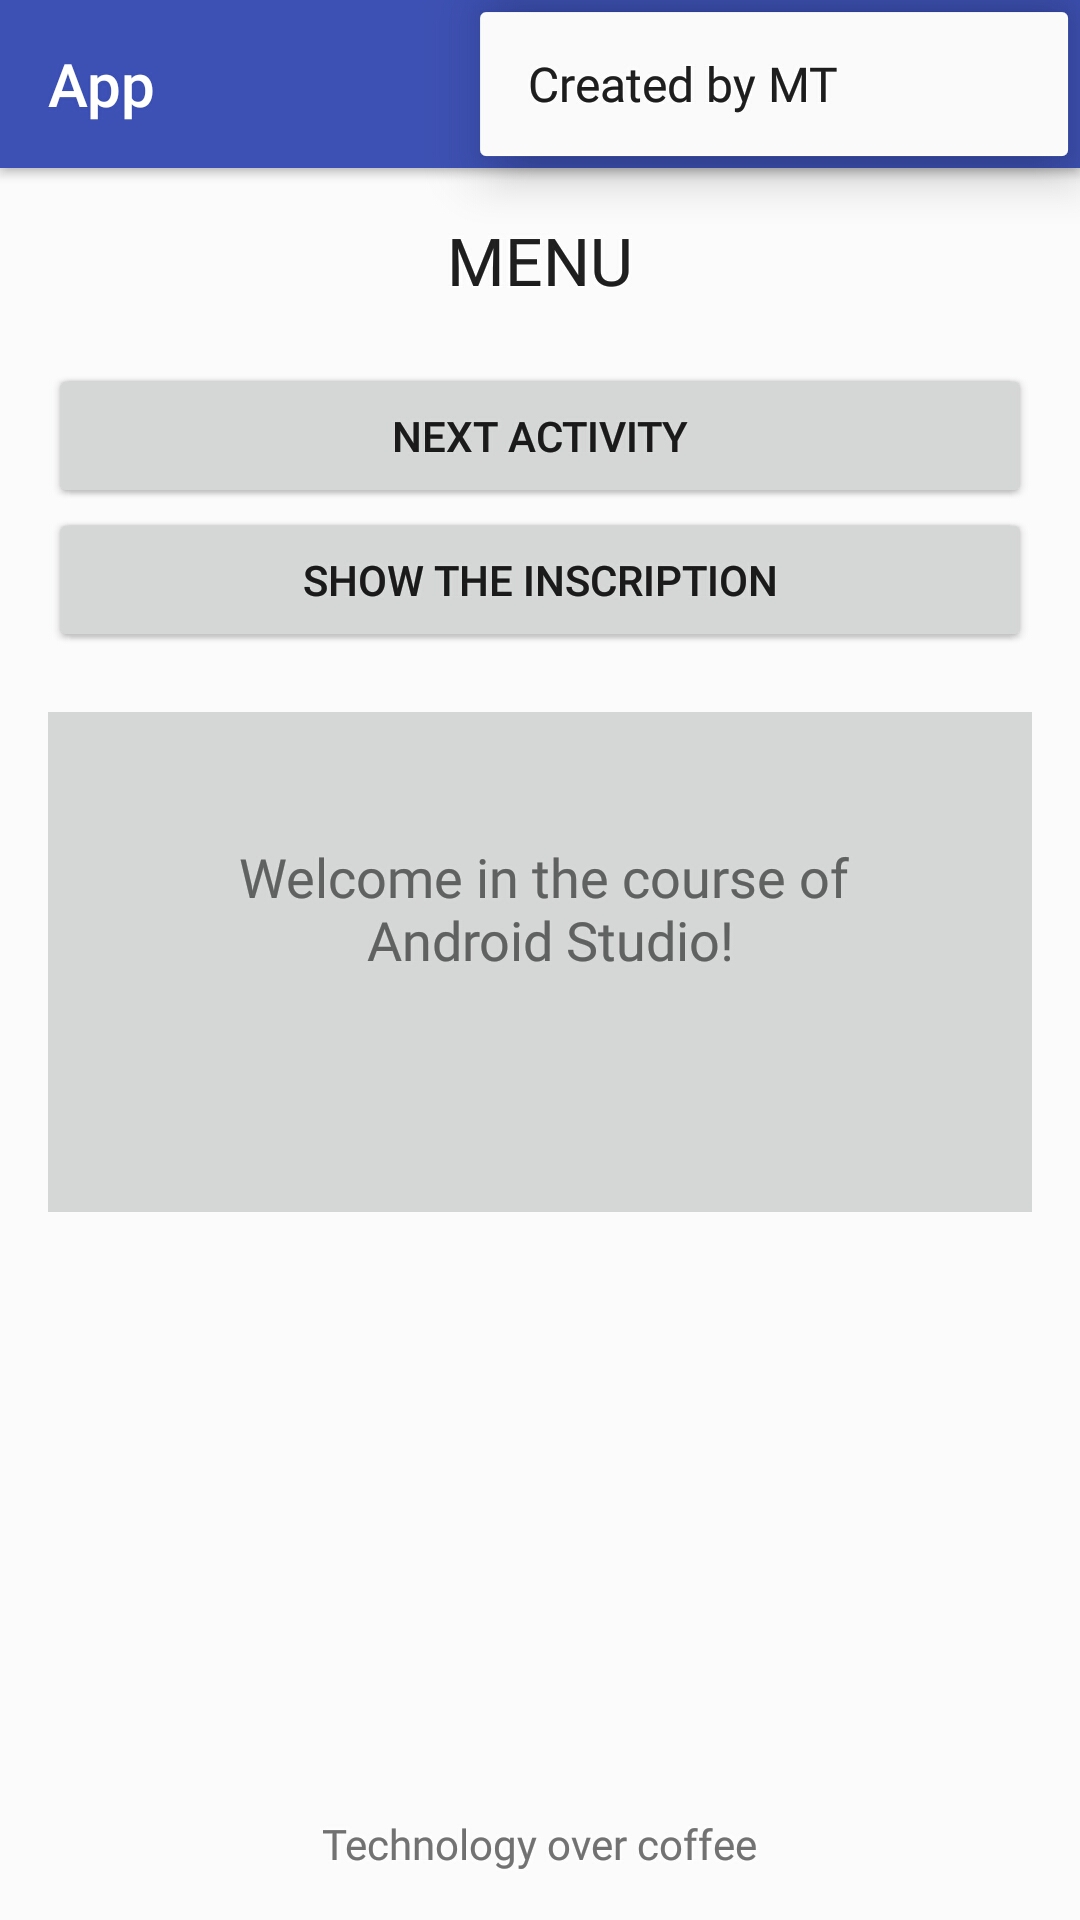 App
Created by MT
MENU
NEXT ACTIVITY
SHOW THE INSCRIPTION
Welcome in the course of
Android Studio!
Technology over coffee